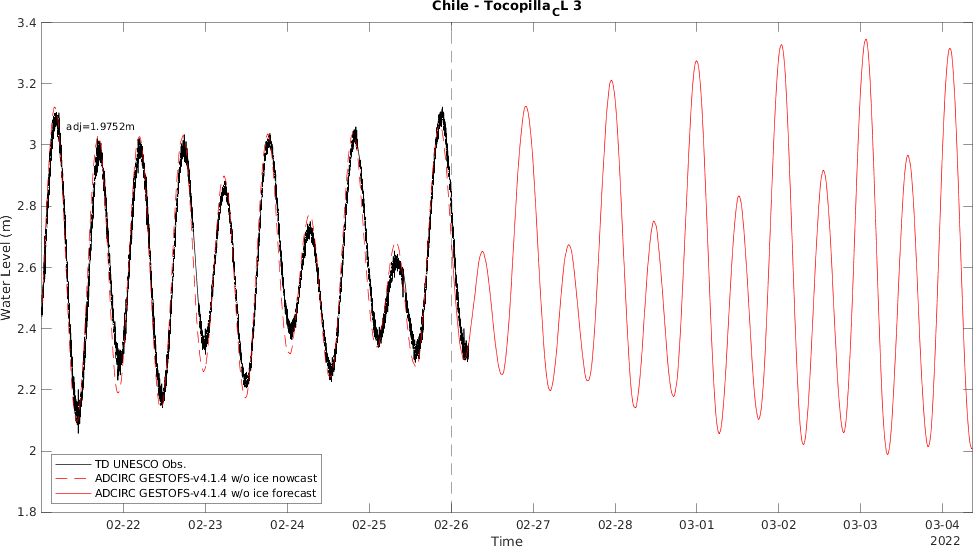 Chile - Tocopilla_CL 3
3.4
3.2
3
2.8
2.6
2.4
2.2
2
1.8
Water Level (m)
adj=1.9752m
TD UNESCO Obs.
ADCIRC GESTOFS-v4.1.4 w/o ice nowcast
ADCIRC GESTOFS-v4.1.4 w/o ice forecast
02-22 02-23 02-24 02-25 02-26 02-27 02-28 03-01 03-02 03-03 03-04
Time
2022